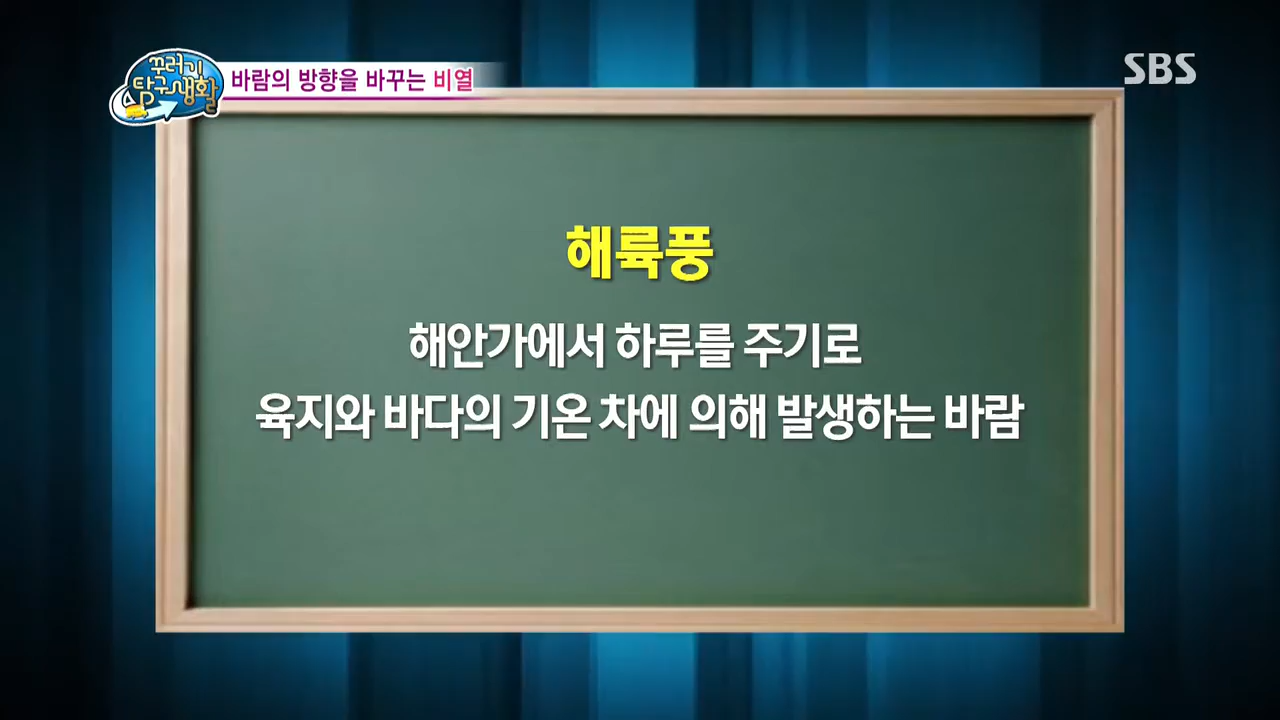 꾸러기
탐구생활
바람의 방향을 바꾸는 비열
SBS
해륙풍
해안가에서 하루를 주기로
육지와 바다의 기온 차에 의해 발생하는 바람